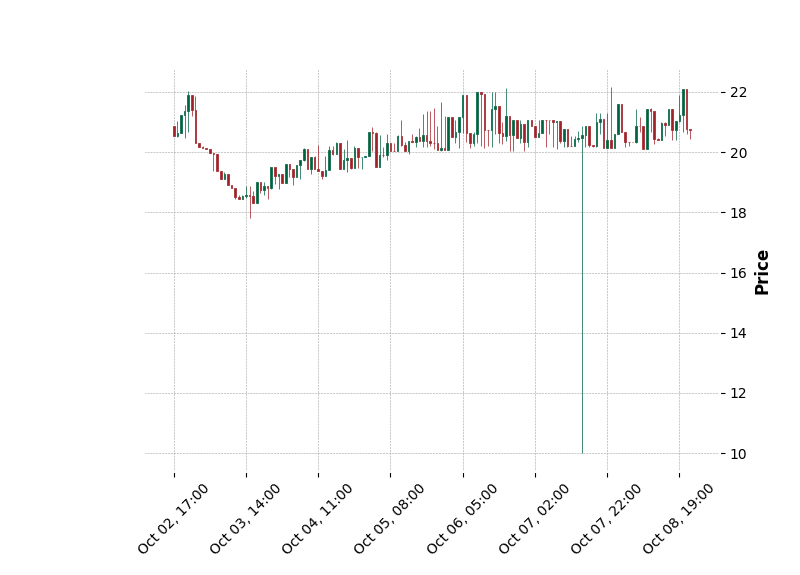 22
20
18
16
14
12
10
Price
Oct 02, 17:00
Oct 03, 14:00
Oct 04, 11:00
Oct 05, 08:00
Oct 06, 05:00
Oct 07, 02:00
Oct 07, 22:00
Oct 08, 19:00